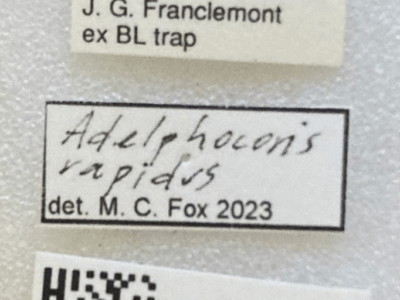 J. G. Franclemont
ex BL trap
Adelphocoris
rapidus
det. M. C. Fox 2023